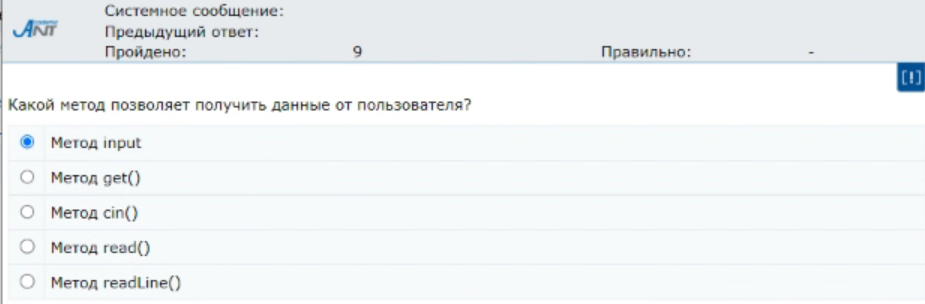 Системное сообщение:
Предыдущий ответ:
Пройдено: 9 Правильно: -
ANT
[!]
Какой метод позволяет получить данные от пользователя?
Метод input
Метод get()
Метод cin()
Метод read()
Метод readLine()